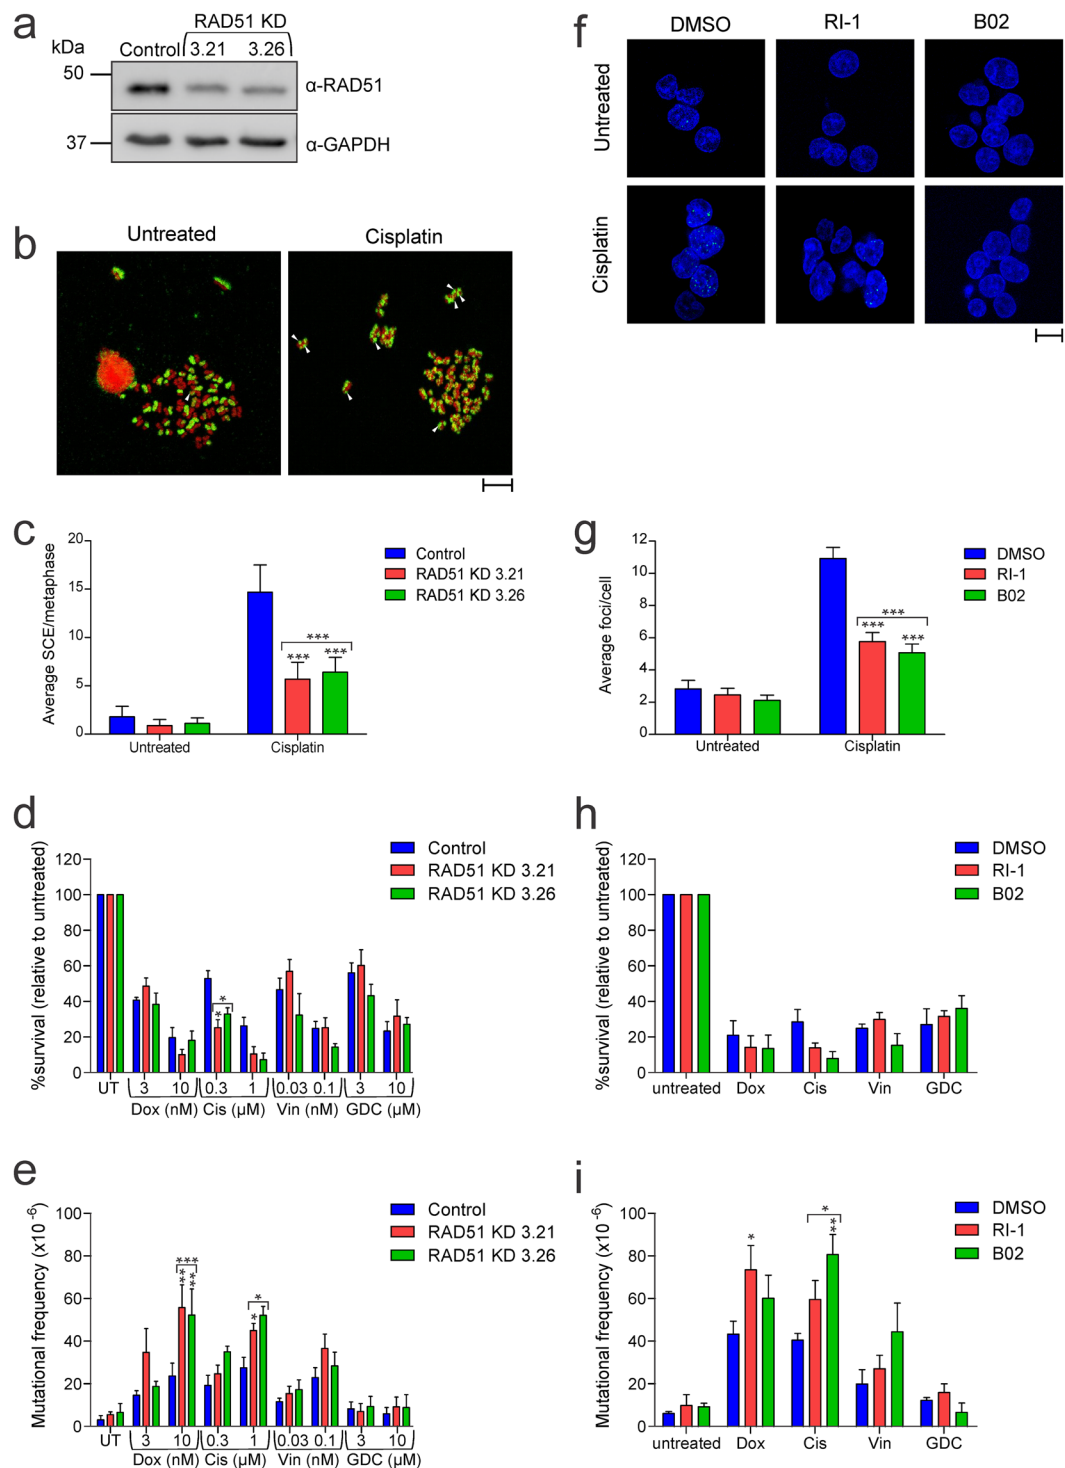 a
RAD51 KD
kDa
Control
3.21
3.26
50
α-RAD51
37
α-GAPDH
b
Untreated
Cisplatin
c
Average SCE/metaphase
20
15
10
5
0
Untreated
Cisplatin
Control
RAD51 KD 3.21
RAD51 KD 3.26
***
*** ***
d
%survival (relative to untreated)
120
100
80
60
40
20
0
Control
RAD51 KD 3.21
RAD51 KD 3.26
*
*
UT 3 10 0.3 1 0.03 0.1 3 10
Dox (nM) Cis (µM) Vin (nM) GDC (µM)
e
Mutational frequency (x10⁻⁶)
100
80
60
40
20
0
Control
RAD51 KD 3.21
RAD51 KD 3.26
***
** ***
*
*
UT 3 10 0.3 1 0.03 0.1 3 10
Dox (nM) Cis (µM) Vin (nM) GDC (µM)
f
DMSO RI-1 B02
Untreated
Cisplatin
g
Average foci/cell
12
10
8
6
4
2
0
Untreated
Cisplatin
DMSO
RI-1
B02
***
*** ***
h
%survival (relative to untreated)
120
100
80
60
40
20
0
DMSO
RI-1
B02
untreated Dox Cis Vin GDC
i
Mutational frequency (x10⁻⁶)
100
80
60
40
20
0
DMSO
RI-1
B02
*
*
**
untreated Dox Cis Vin GDC